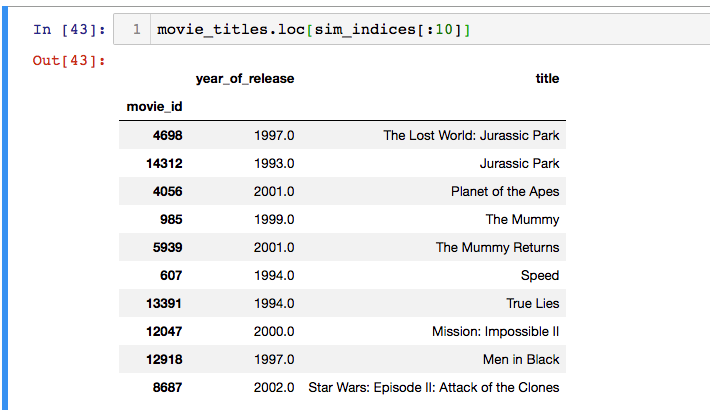 In [43]: 1 movie_titles.loc[sim_indices[:10]]
Out[43]:
year_of_release title
movie_id
4698 1997.0 The Lost World: Jurassic Park
14312 1993.0 Jurassic Park
4056 2001.0 Planet of the Apes
985 1999.0 The Mummy
5939 2001.0 The Mummy Returns
607 1994.0 Speed
13391 1994.0 True Lies
12047 2000.0 Mission: Impossible II
12918 1997.0 Men in Black
8687 2002.0 Star Wars: Episode II: Attack of the Clones